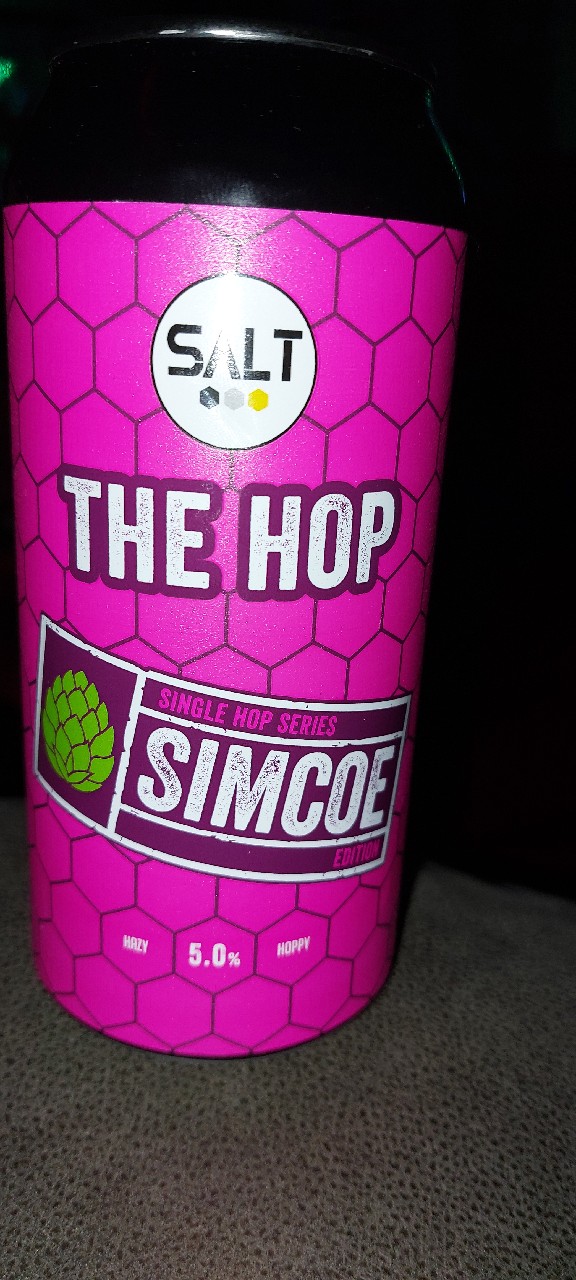 SALT
THE HOP
SINGLE HOP SERIES
SIMCOE
EDITION
HAZY
5.0%
HOPPY